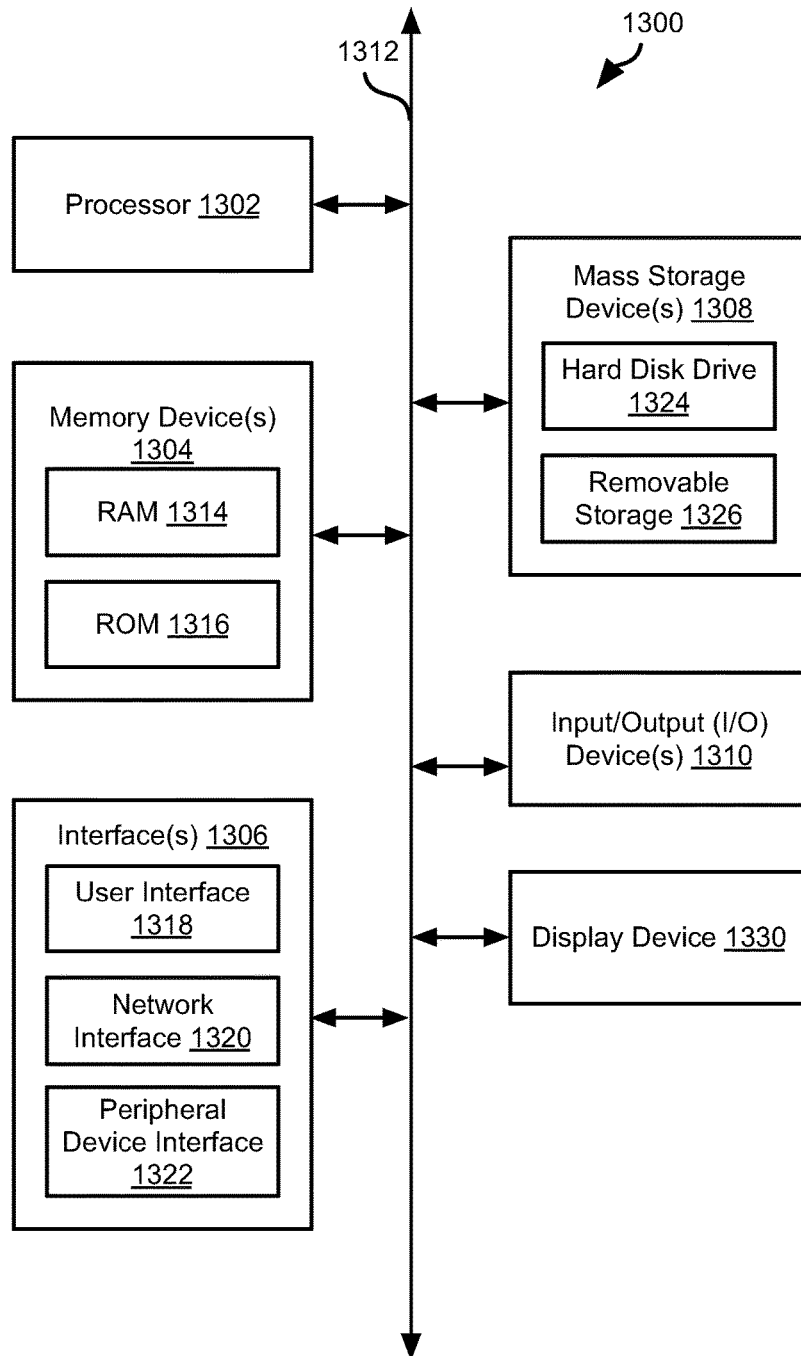 1300
1312
Processor 1302
Mass Storage
Device(s) 1308
Hard Disk Drive
1324
Removable
Storage 1326
Memory Device(s)
1304
RAM 1314
ROM 1316
Input/Output (I/O)
Device(s) 1310
Interface(s) 1306
User Interface
1318
Network
Interface 1320
Peripheral
Device Interface
1322
Display Device 1330